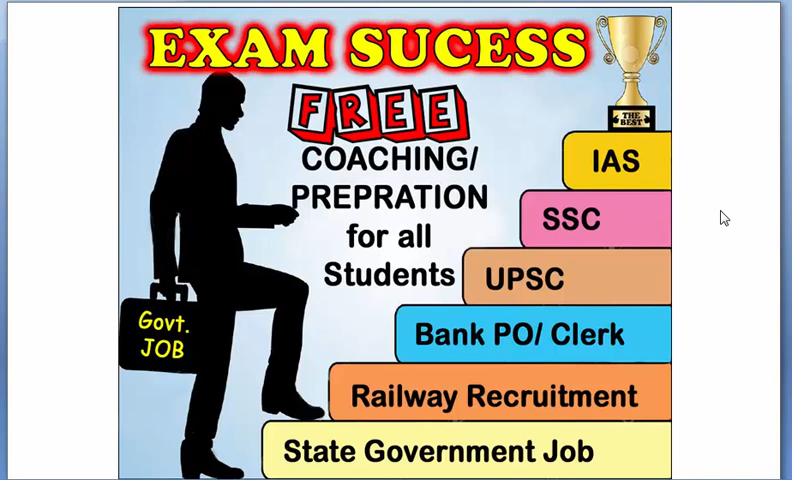 EXAM SUCESS
FREE
COACHING/
PREPRATION
for all
Students
THE
BEST
IAS
SSC
UPSC
Bank PO/ Clerk
Railway Recruitment
State Government Job
Govt.
JOB